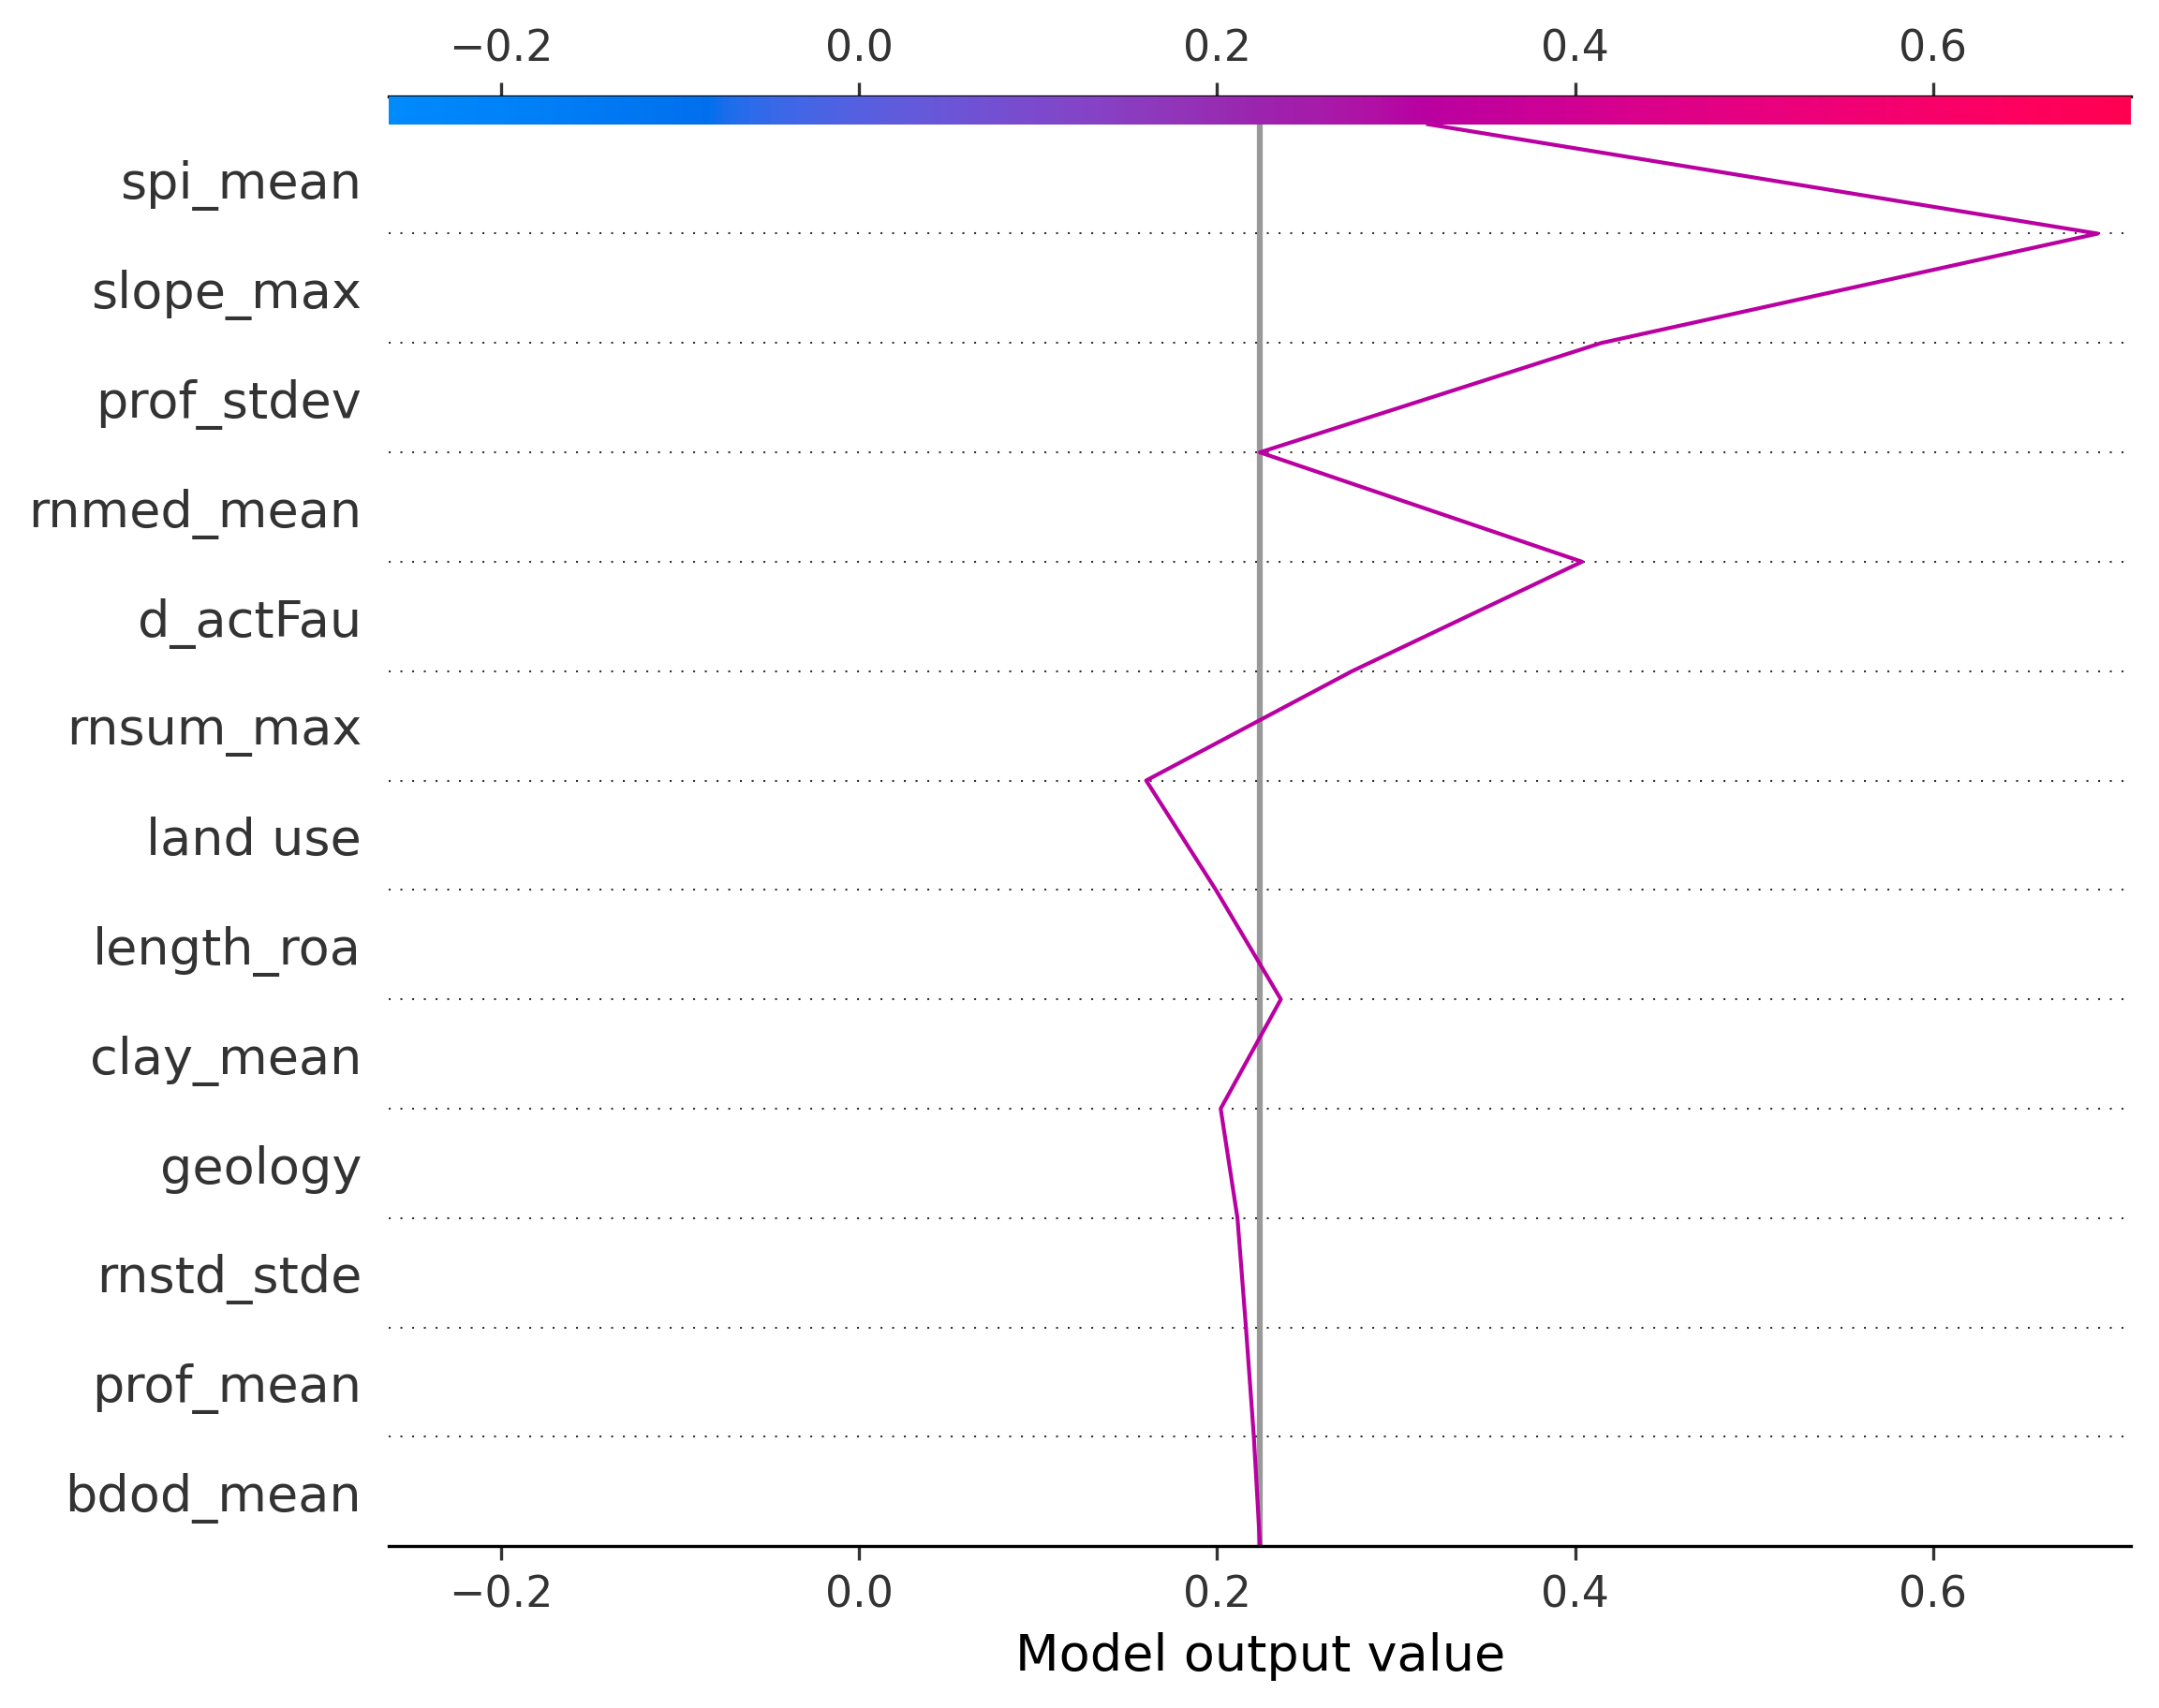 −0.2 0.0 0.2 0.4 0.6
spi_mean
slope_max
prof_stdev
rnmed_mean
d_actFau
rnsum_max
land use
length_roa
clay_mean
geology
rnstd_stde
prof_mean
bdod_mean
−0.2 0.0 0.2 0.4 0.6
Model output value